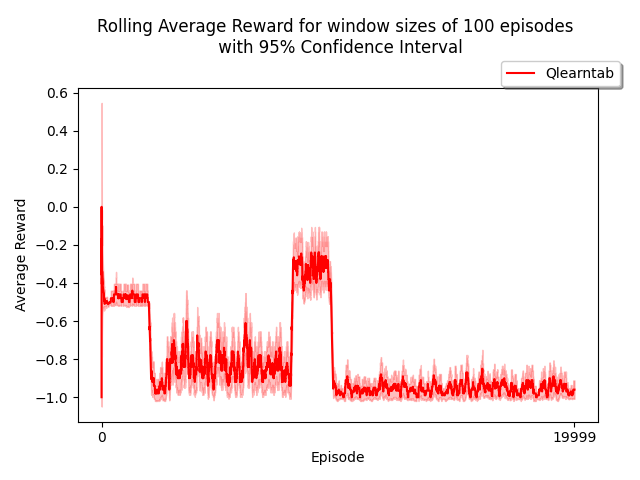 Rolling Average Reward for window sizes of 100 episodes
with 95% Confidence Interval
Qlearntab
0.6
0.4
0.2
0.0
−0.2
−0.4
−0.6
−0.8
−1.0
Average Reward
0
19999
Episode